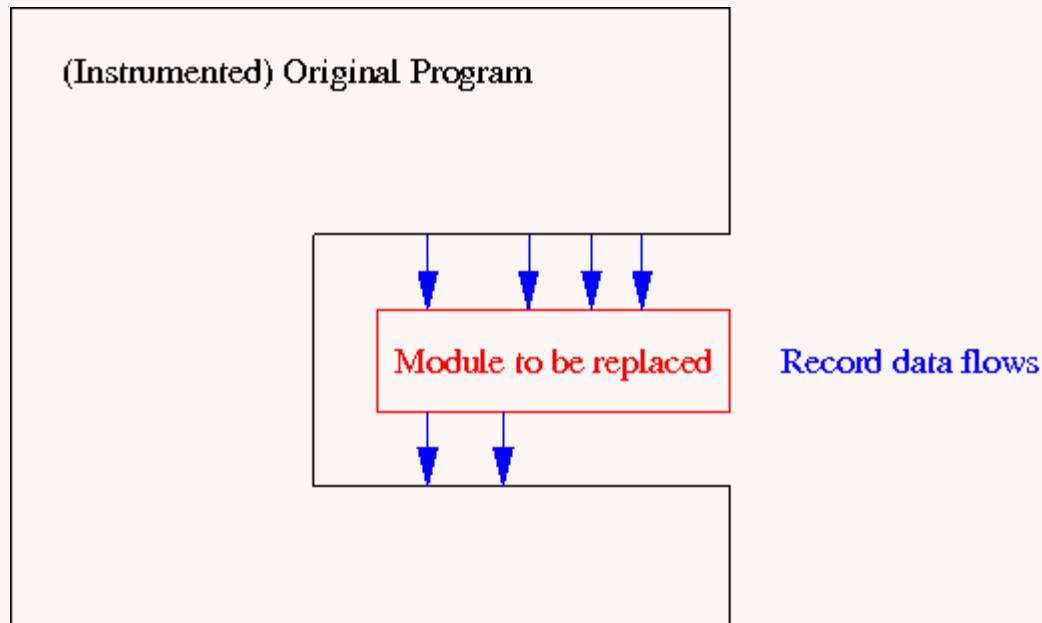 (Instrumented) Original Program
Module to be replaced
Record data flows